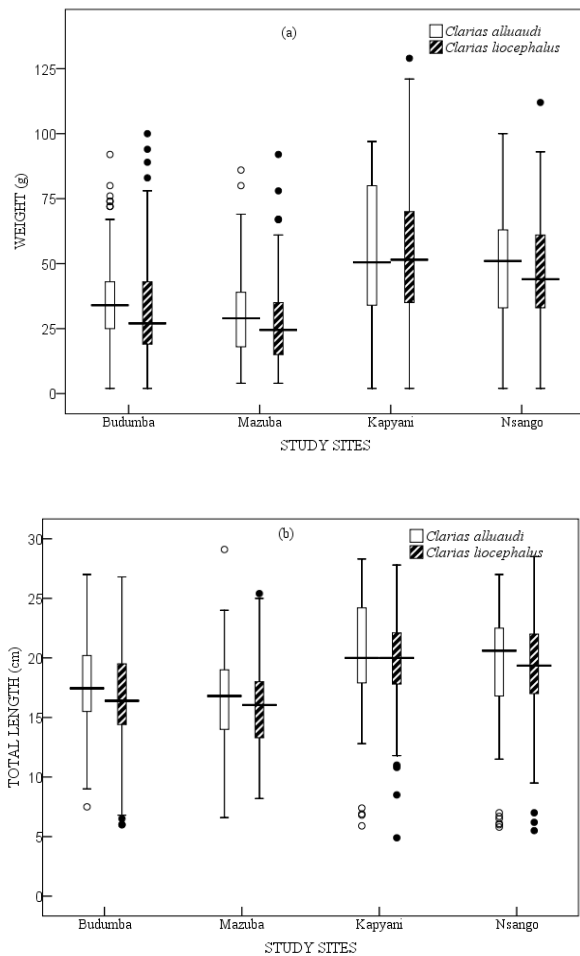 (a)
Clarias alluaudi
Clarias liocephalus
125
100
75
50
25
0
WEIGHT (g)
Budumba Mazuba Kapyani Nsango
STUDY SITES
(b)
Clarias alluaudi
Clarias liocephalus
30
25
20
15
10
5
0
TOTAL LENGTH (cm)
Budumba Mazuba Kapyani Nsango
STUDY SITES